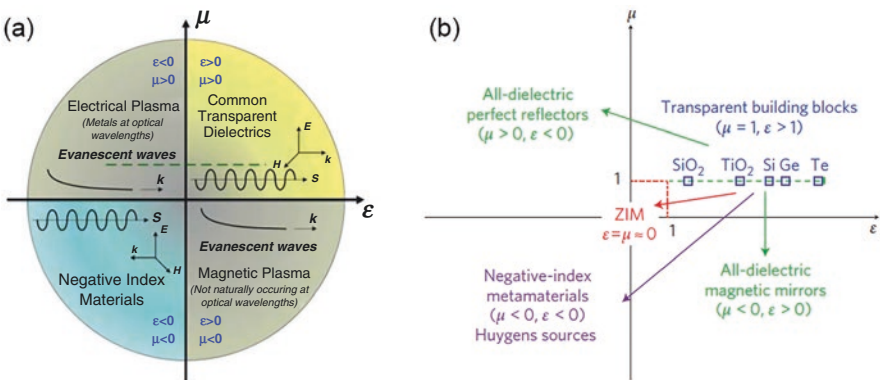 (a)
μ
ε<0
μ>0
ε>0
μ>0
Electrical Plasma
(Metals at optical
wavelengths)
Evanescent waves
k
Common
Transparent
Dielectrics
E
H
k
S
ε
S
E
k
H
Negative Index
Materials
ε<0
μ<0
k
Evanescent waves
Magnetic Plasma
(Not naturally occuring at
optical wavelengths)
ε>0
μ<0
(b)
μ
All-dielectric
perfect reflectors
(μ > 0, ε < 0)
Transparent building blocks
(μ = 1, ε > 1)
SiO₂ TiO₂ Si Ge Te
1
ZIM
ε=μ≈0
1
ε
Negative-index
metamaterials
(μ < 0, ε < 0)
Huygens sources
All-dielectric
magnetic mirrors
(μ < 0, ε > 0)